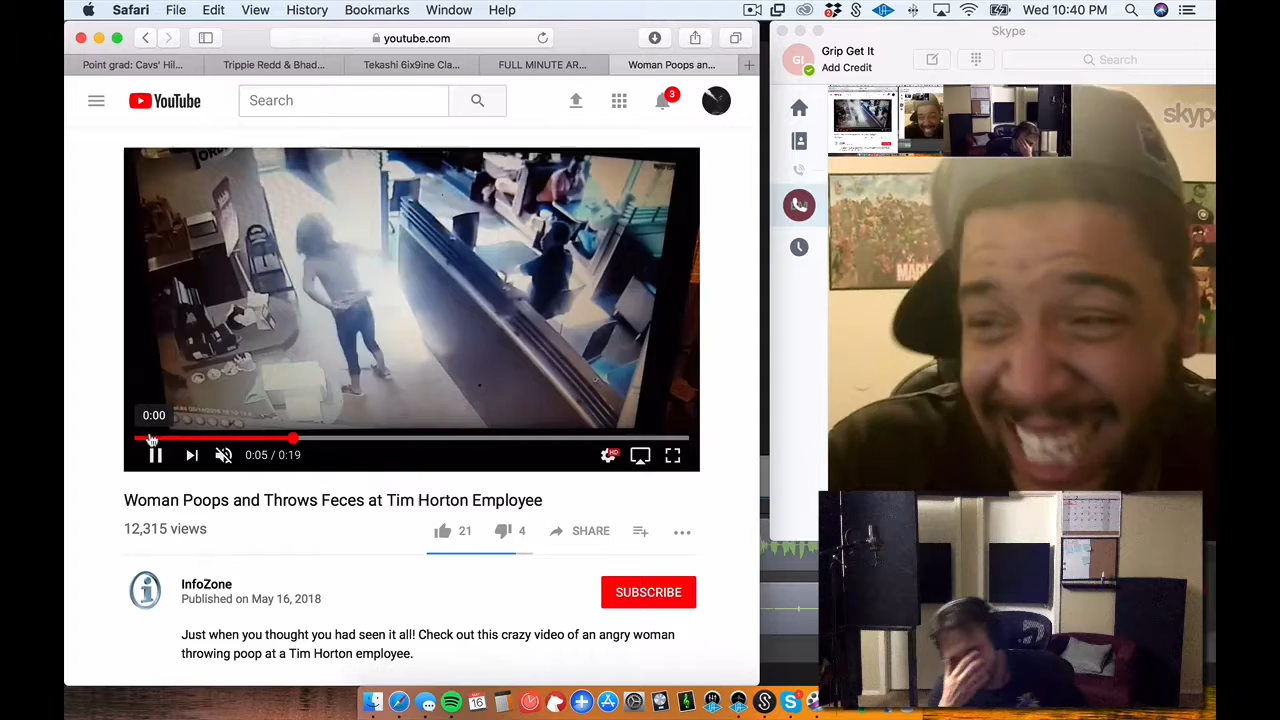 Safari File Edit View History Bookmarks Window Help
Wed 10:40 PM
youtube.com
Point grad: Cavs' Hil...
Trippie Redd & Bhad...
Tekashi 6ix9ine Cla...
FULL MINUTE AR...
Woman Poops an...
YouTube
Search
3
0:00
0:05 / 0:19
HD
Woman Poops and Throws Feces at Tim Horton Employee
12,315 views
21
4
SHARE
InfoZone
Published on May 16, 2018
SUBSCRIBE
Just when you thought you had seen it all! Check out this crazy video of an angry woman
throwing poop at a Tim Horton employee.
Skype
GI
Grip Get It
Add Credit
Search
skype
MARVEL